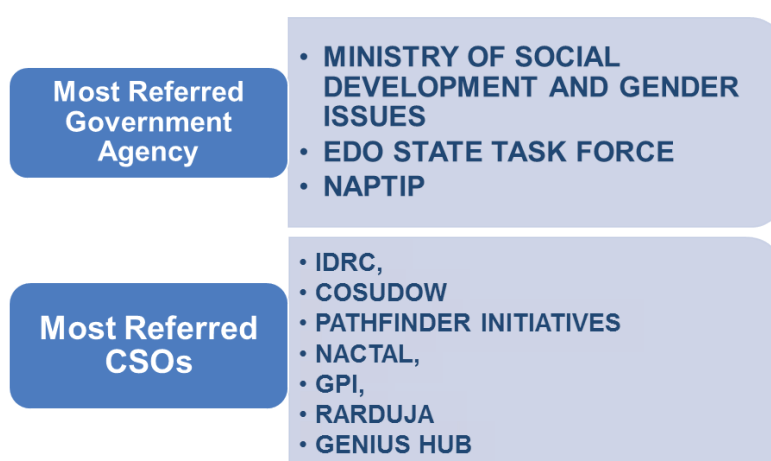 Most Referred
Government
Agency
• MINISTRY OF SOCIAL
DEVELOPMENT AND GENDER
ISSUES
• EDO STATE TASK FORCE
• NAPTIP
Most Referred
CSOs
• IDRC,
• COSUDOW
• PATHFINDER INITIATIVES
• NACTAL,
• GPI,
• RARDUJA
• GENIUS HUB